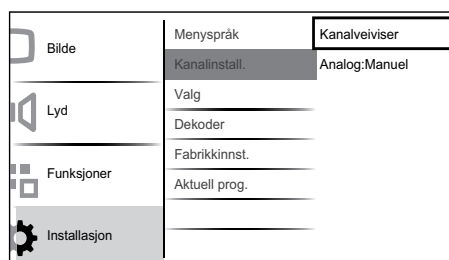 Bilde
Lyd
Funksjoner
Installasjon
Menyspråk
Kanalinstall.
Valg
Dekoder
Fabrikkinnst.
Aktuell prog.
Kanalveiviser
Analog:Manuel